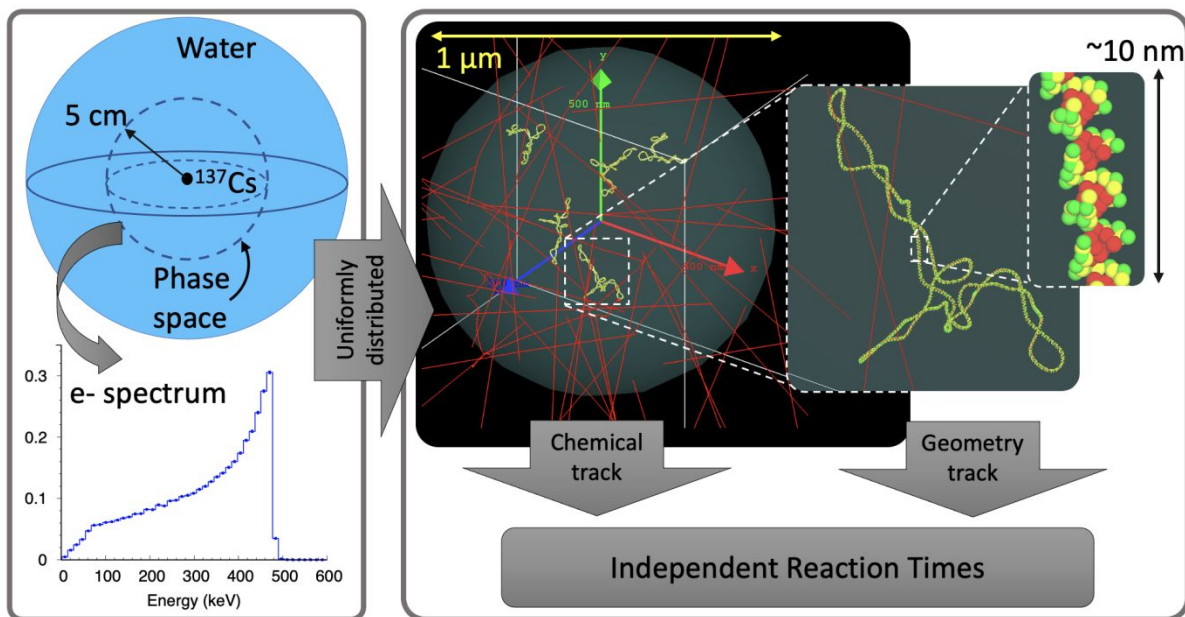 Water
5 cm
¹³⁷Cs
Phase
space
e- spectrum
0.3
0.2
0.1
0
0 100 200 300 400 500 600
Energy (keV)
Uniformly
distributed
1 μm
y
500 nm
x
~10 nm
Chemical
track
Geometry
track
Independent Reaction Times